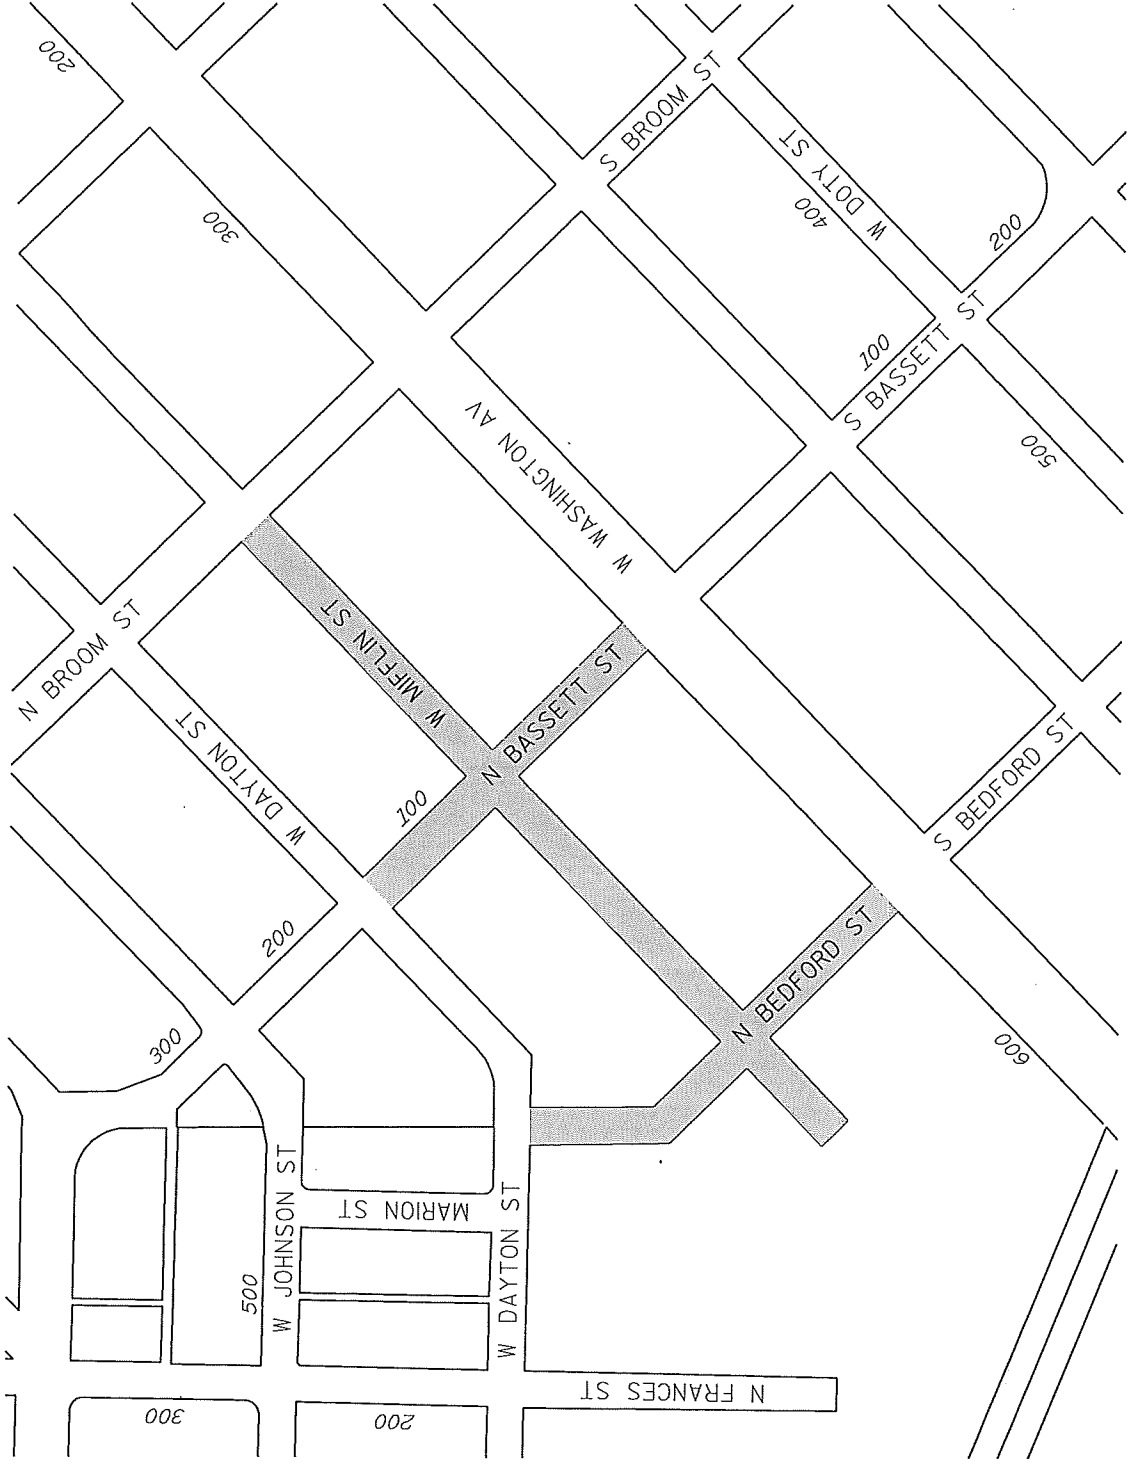 200
S BROOM ST
W DOTY ST
300
400
200
S BASSETT ST
100
W WASHINGTON AV
500
N BROOM ST
W MIFFLIN ST
N BASSETT ST
W DAYTON ST
100
S BEDFORD ST
200
N BEDFORD ST
300
600
W JOHNSON ST
MARION ST
W DAYTON ST
500
N FRANCES ST
300
200